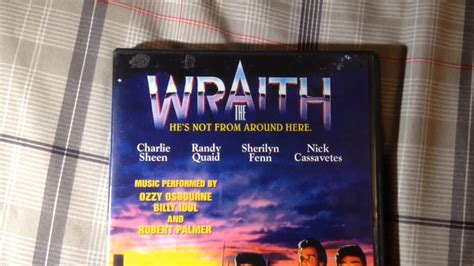 THE
WRAITH
HE'S NOT FROM AROUND HERE.
Charlie Sheen
Randy Quaid
Sherilyn Fenn
Nick Cassavetes
MUSIC PERFORMED BY
OZZY OSBOURNE
BILLY IDOL
AND
ROBERT PALMER